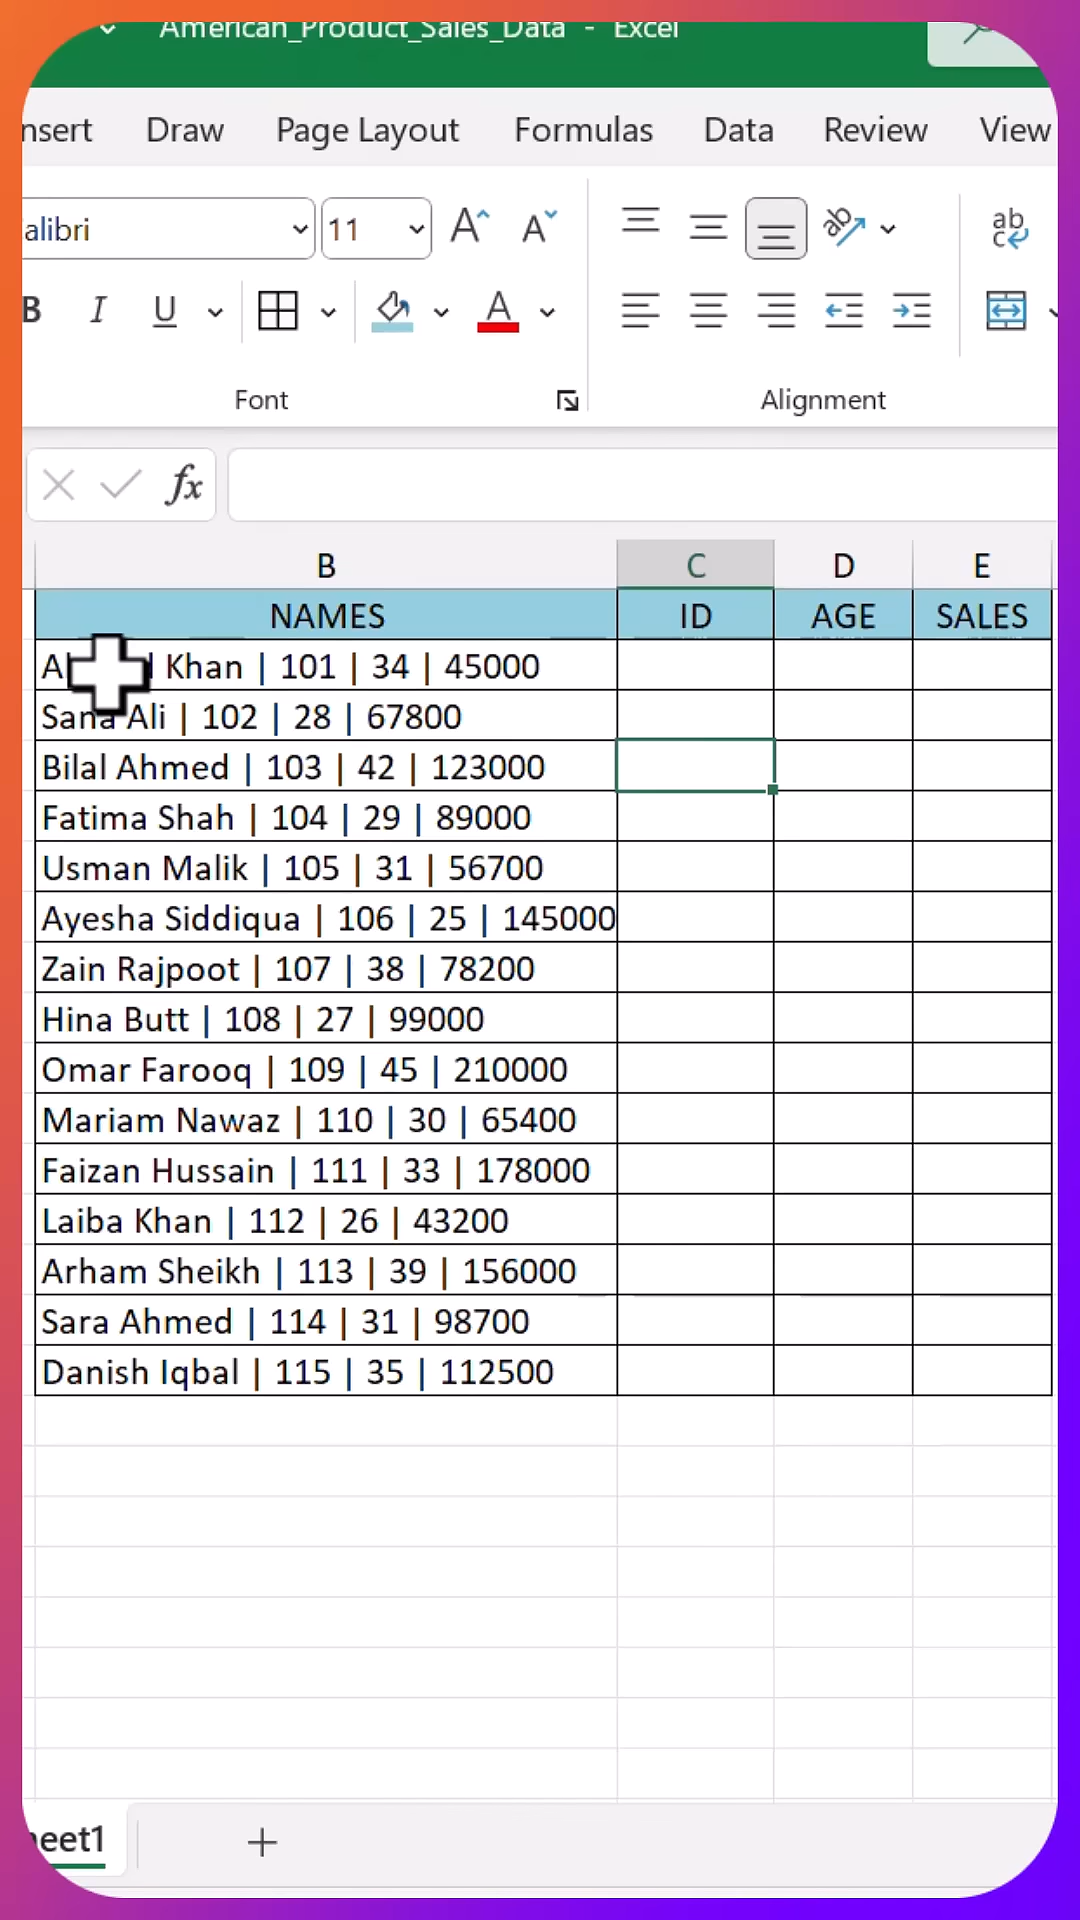 American_Product_Sales_Data - Excel
nsert Draw Page Layout Formulas Data Review View
alibri 11 A A ab
B I U A ab c
Font Alignment
fx
B C D E
NAMES ID AGE SALES
Khan | 101 | 34 | 45000
Sana Ali | 102 | 28 | 67800
Bilal Ahmed | 103 | 42 | 123000
Fatima Shah | 104 | 29 | 89000
Usman Malik | 105 | 31 | 56700
Ayesha Siddiqua | 106 | 25 | 145000
Zain Rajpoot | 107 | 38 | 78200
Hina Butt | 108 | 27 | 99000
Omar Farooq | 109 | 45 | 210000
Mariam Nawaz | 110 | 30 | 65400
Faizan Hussain | 111 | 33 | 178000
Laiba Khan | 112 | 26 | 43200
Arham Sheikh | 113 | 39 | 156000
Sara Ahmed | 114 | 31 | 98700
Danish Iqbal | 115 | 35 | 112500
heet1